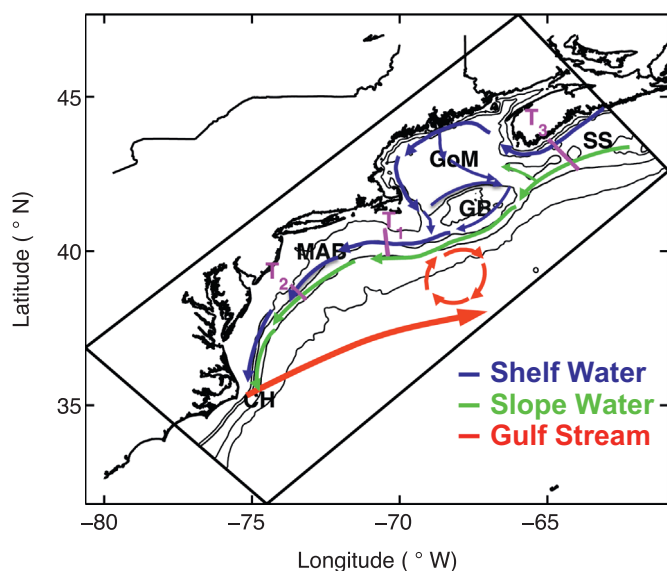 45
40
35
Latitude ( ° N)
T3
SS
GoM
GB
T1
MAB
T2
CH
Shelf Water
Slope Water
Gulf Stream
−80
−75
−70
−65
Longitude ( ° W)